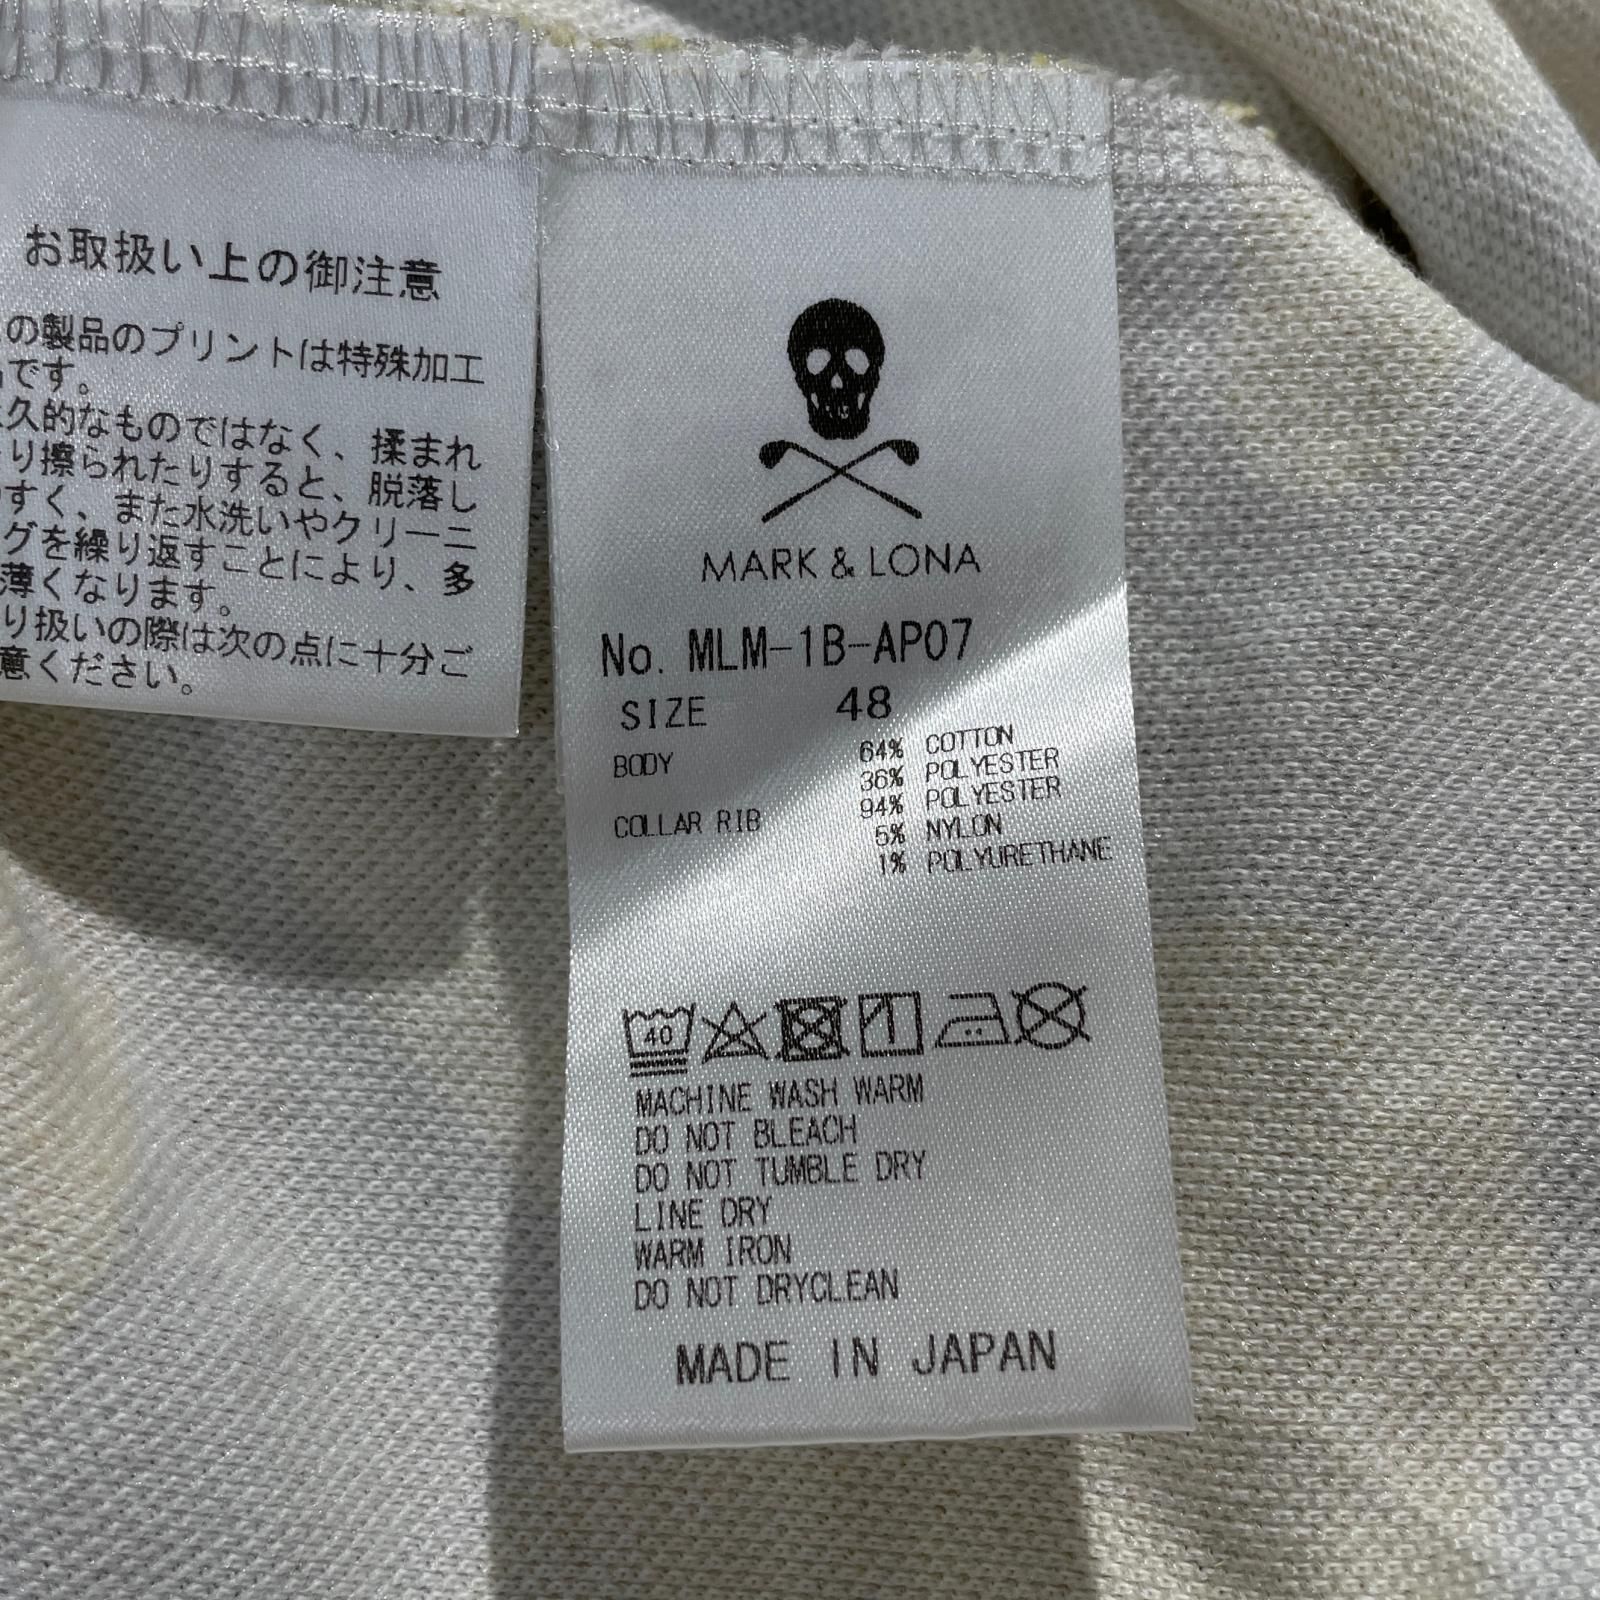 お取扱い上の御注意
の製品のプリントは特殊加工
です。
久的なものではなく、揉まれ
り擦られたりすると、脱落し
すく、また水洗いやクリーニ
グを繰り返すことにより、多
薄くなります。
り扱いの際は次の点に十分ご
意ください。
MARK & LONA
No. MLM-1B-AP07
SIZE 48
BODY 64% COTTON
36% POLYESTER
COLLAR RIB 94% POLYESTER
5% NYLON
1% POLYURETHANE
40
MACHINE WASH WARM
DO NOT BLEACH
DO NOT TUMBLE DRY
LINE DRY
WARM IRON
DO NOT DRYCLEAN
MADE IN JAPAN